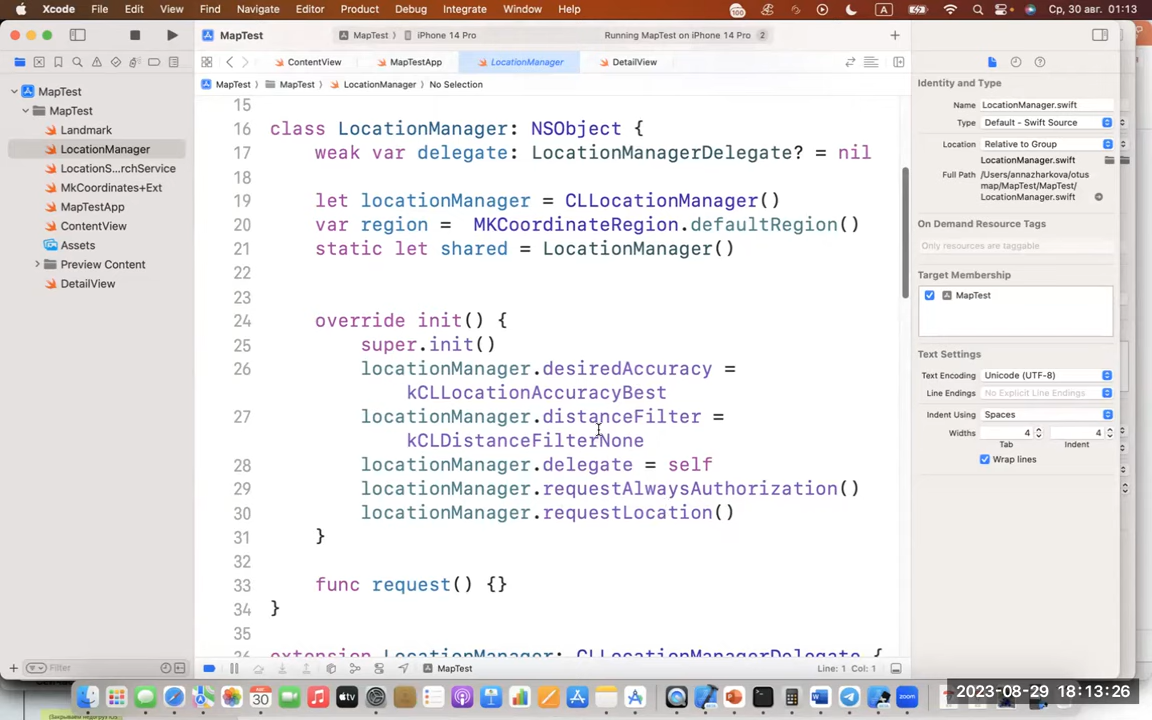 Xcode File Edit View Find Navigate Editor Product Debug Integrate Window Help A Ср, 30 авг. 01:13
MapTest MapTest iPhone 14 Pro Running MapTest on iPhone 14 Pro 2
ContentView MapTestApp LocationManager DetailView
MapTest MapTest LocationManager No Selection
MapTest
MapTest
Landmark
LocationManager
LocationS...rchService
MkCoordinates+Ext
MapTestApp
ContentView
Assets
Preview Content
DetailView
15
16 class LocationManager: NSObject {
17 weak var delegate: LocationManagerDelegate? = nil
18
19 let locationManager = CLLocationManager()
20 var region = MKCoordinateRegion.defaultRegion()
21 static let shared = LocationManager()
22
23
24 override init() {
25 super.init()
26 locationManager.desiredAccuracy =
kCLLocationAccuracyBest
27 locationManager.distanceFilter =
kCLDistanceFilterNone
28 locationManager.delegate = self
29 locationManager.requestAlwaysAuthorization()
30 locationManager.requestLocation()
31 }
32
33 func request() {}
34 }
35
extension LocationManager: CLLocationManagerDelegate {
Identity and Type
Name LocationManager.swift
Type Default - Swift Source
Location Relative to Group
LocationManager.swift
Full Path /Users/annazharkova/otus
map/MapTest/MapTest/
LocationManager.swift
On Demand Resource Tags
Only resources are taggable
Target Membership
MapTest
Text Settings
Text Encoding Unicode (UTF-8)
Line Endings No Explicit Line Endings
Indent Using Spaces
Widths 4 4
Tab Indent
Wrap lines
Filter MapTest Line: 1 Col: 1
30 tv zoom
2023-08-29 18:13:26